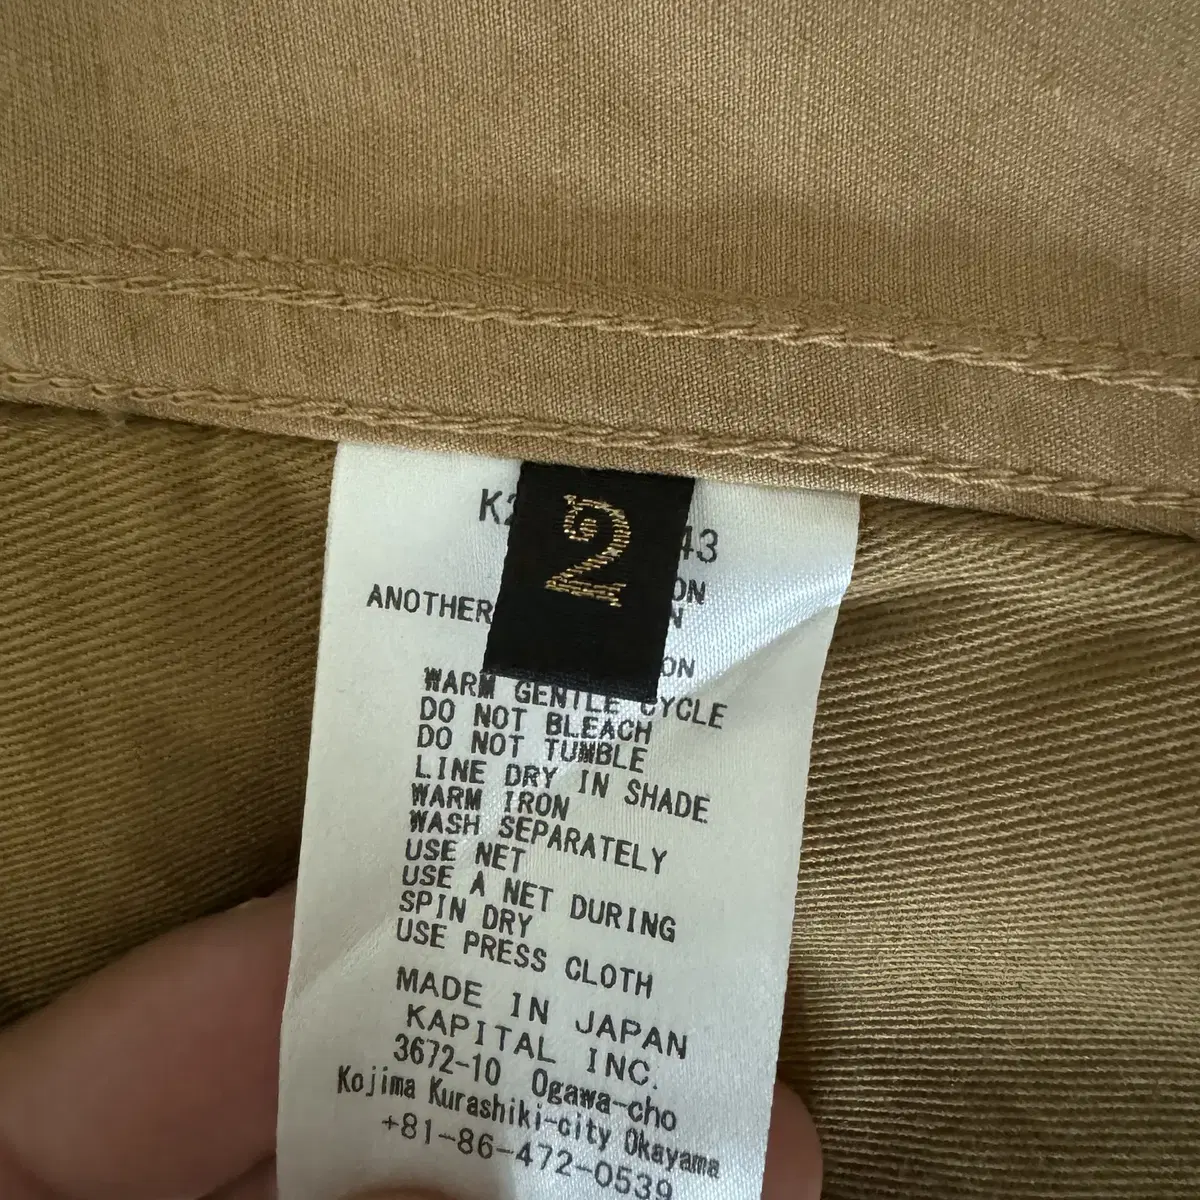 2
43
ANOTHER
WARM GENTLE CYCLE
DO NOT BLEACH
DO NOT TUMBLE
LINE DRY IN SHADE
WARM IRON
WASH SEPARATELY
USE NET
USE A NET DURING
SPIN DRY
USE PRESS CLOTH
MADE IN JAPAN
KAPITAL INC.
3672-10 Ogawa-cho
Kojima Kurashiki-city Okayama
+81-86-472-0539